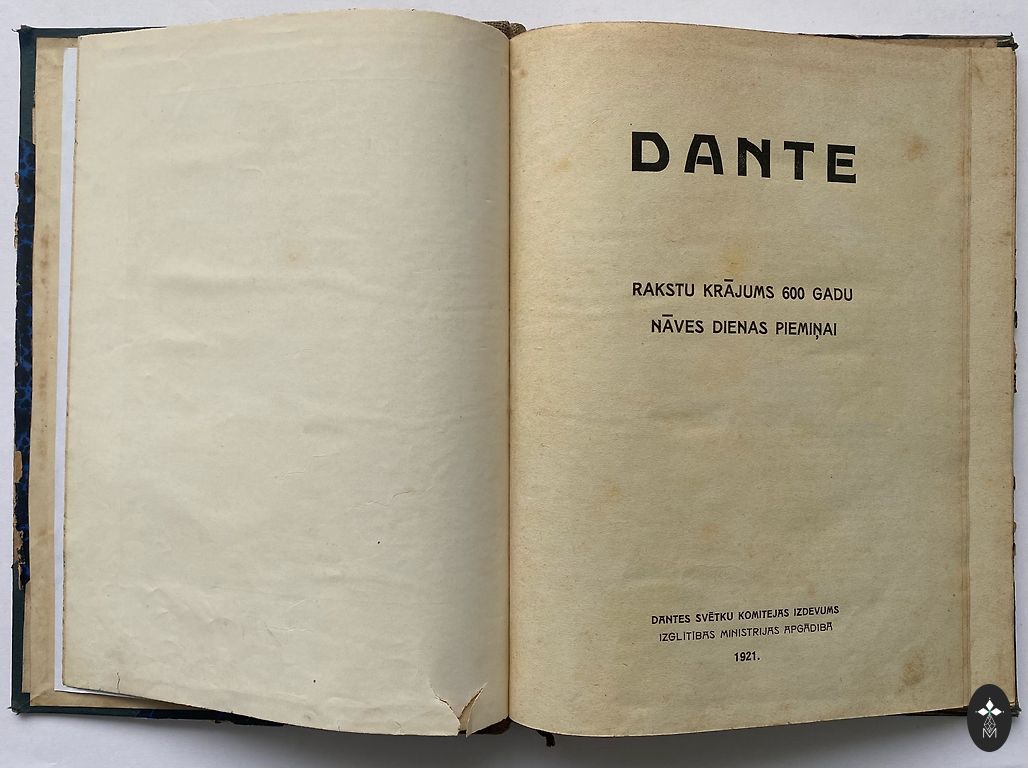 DANTE
RAKSTU KRĀJUMS 600 GADU
NĀVES DIENAS PIEMIŅAI
DANTES SVĒTKU KOMITEJAS IZDEVUMS
IZGLĪTĪBAS MINISTRIJAS APGĀDĪBĀ
1921.
M